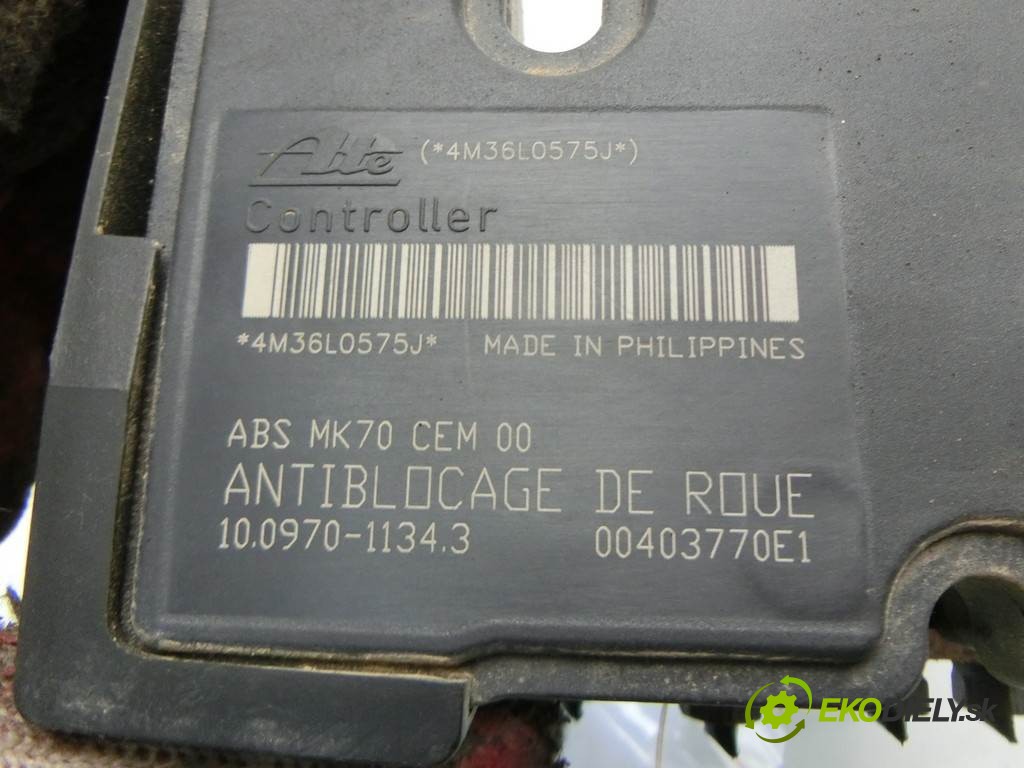 Ate (*4M36L0575J*)
Controller
*4M36L0575J* MADE IN PHILIPPINES
ABS MK70 CEM 00
ANTIBLOCAGE DE ROUE
10.0970-1134.3 00403770E1
EKODIELY.sk